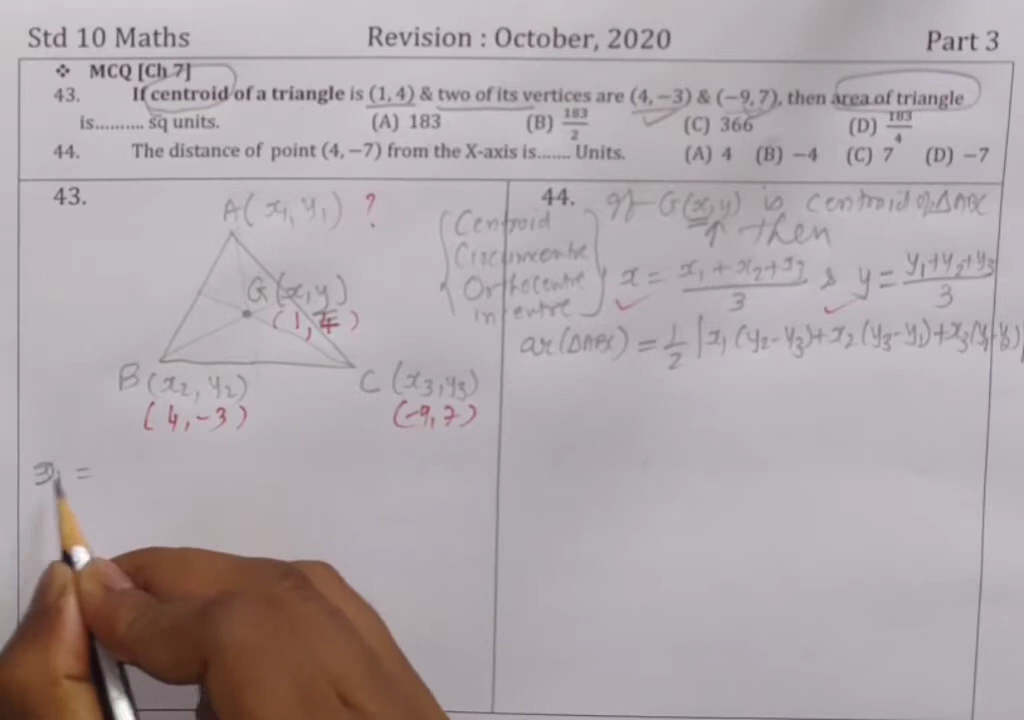 Std 10 Maths Revision : October, 2020 Part 3
❖ MCQ [Ch 7]
43. If centroid of a triangle is (1, 4) & two of its vertices are (4, −3) & (−9, 7), then area of triangle
is.......... sq units. (A) 183 (B) 183/2 (C) 366 (D) 183/4
44. The distance of point (4, −7) from the X-axis is....... Units. (A) 4 (B) −4 (C) 7 (D) −7
43.
A(x₁, y₁) ?
G(x, y)
(1, 4)
B(x₂, y₂)
(4, -3)
C(x₃, y₃)
(-9, 7)
Centroid
Circumcentre
Orthocentre
incentre
=
44. If G(x, y) is centroid of ΔABC
↑ then
x = x₁ + x₂ + x₃ / 3 & y = y₁ + y₂ + y₃ / 3
ar(ΔABC) = 1/2 |x₁(y₂-y₃)+x₂(y₃-y₁)+x₃(y₁-y₂)|